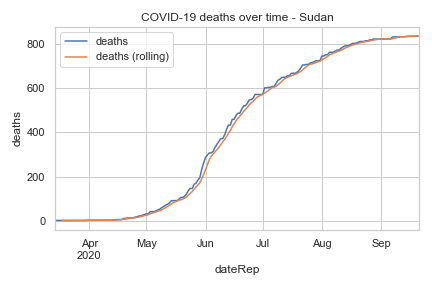 COVID-19 deaths over time - Sudan
deaths
deaths (rolling)
800
600
400
200
0
deaths
Apr
2020
May
Jun
Jul
Aug
Sep
dateRep